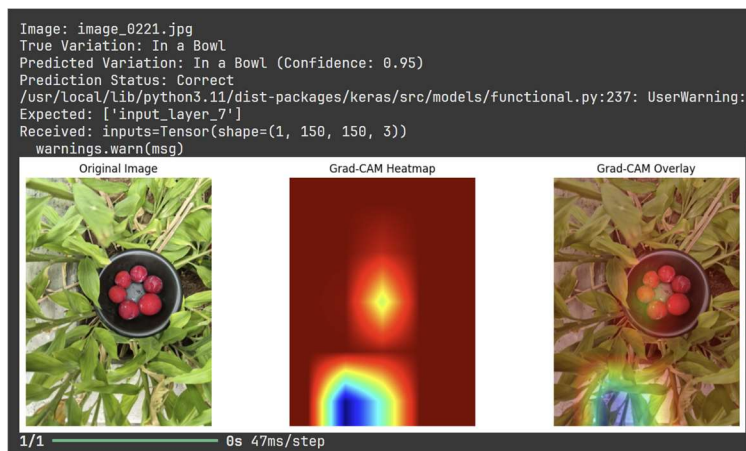 Image: image_0221.jpg
True Variation: In a Bowl
Predicted Variation: In a Bowl (Confidence: 0.95)
Prediction Status: Correct
/usr/local/lib/python3.11/dist-packages/keras/src/models/functional.py:237: UserWarning:
Expected: ['input_layer_7']
Received: inputs=Tensor(shape=(1, 150, 150, 3))
  warnings.warn(msg)
Original Image Grad-CAM Heatmap Grad-CAM Overlay
1/1 0s 47ms/step